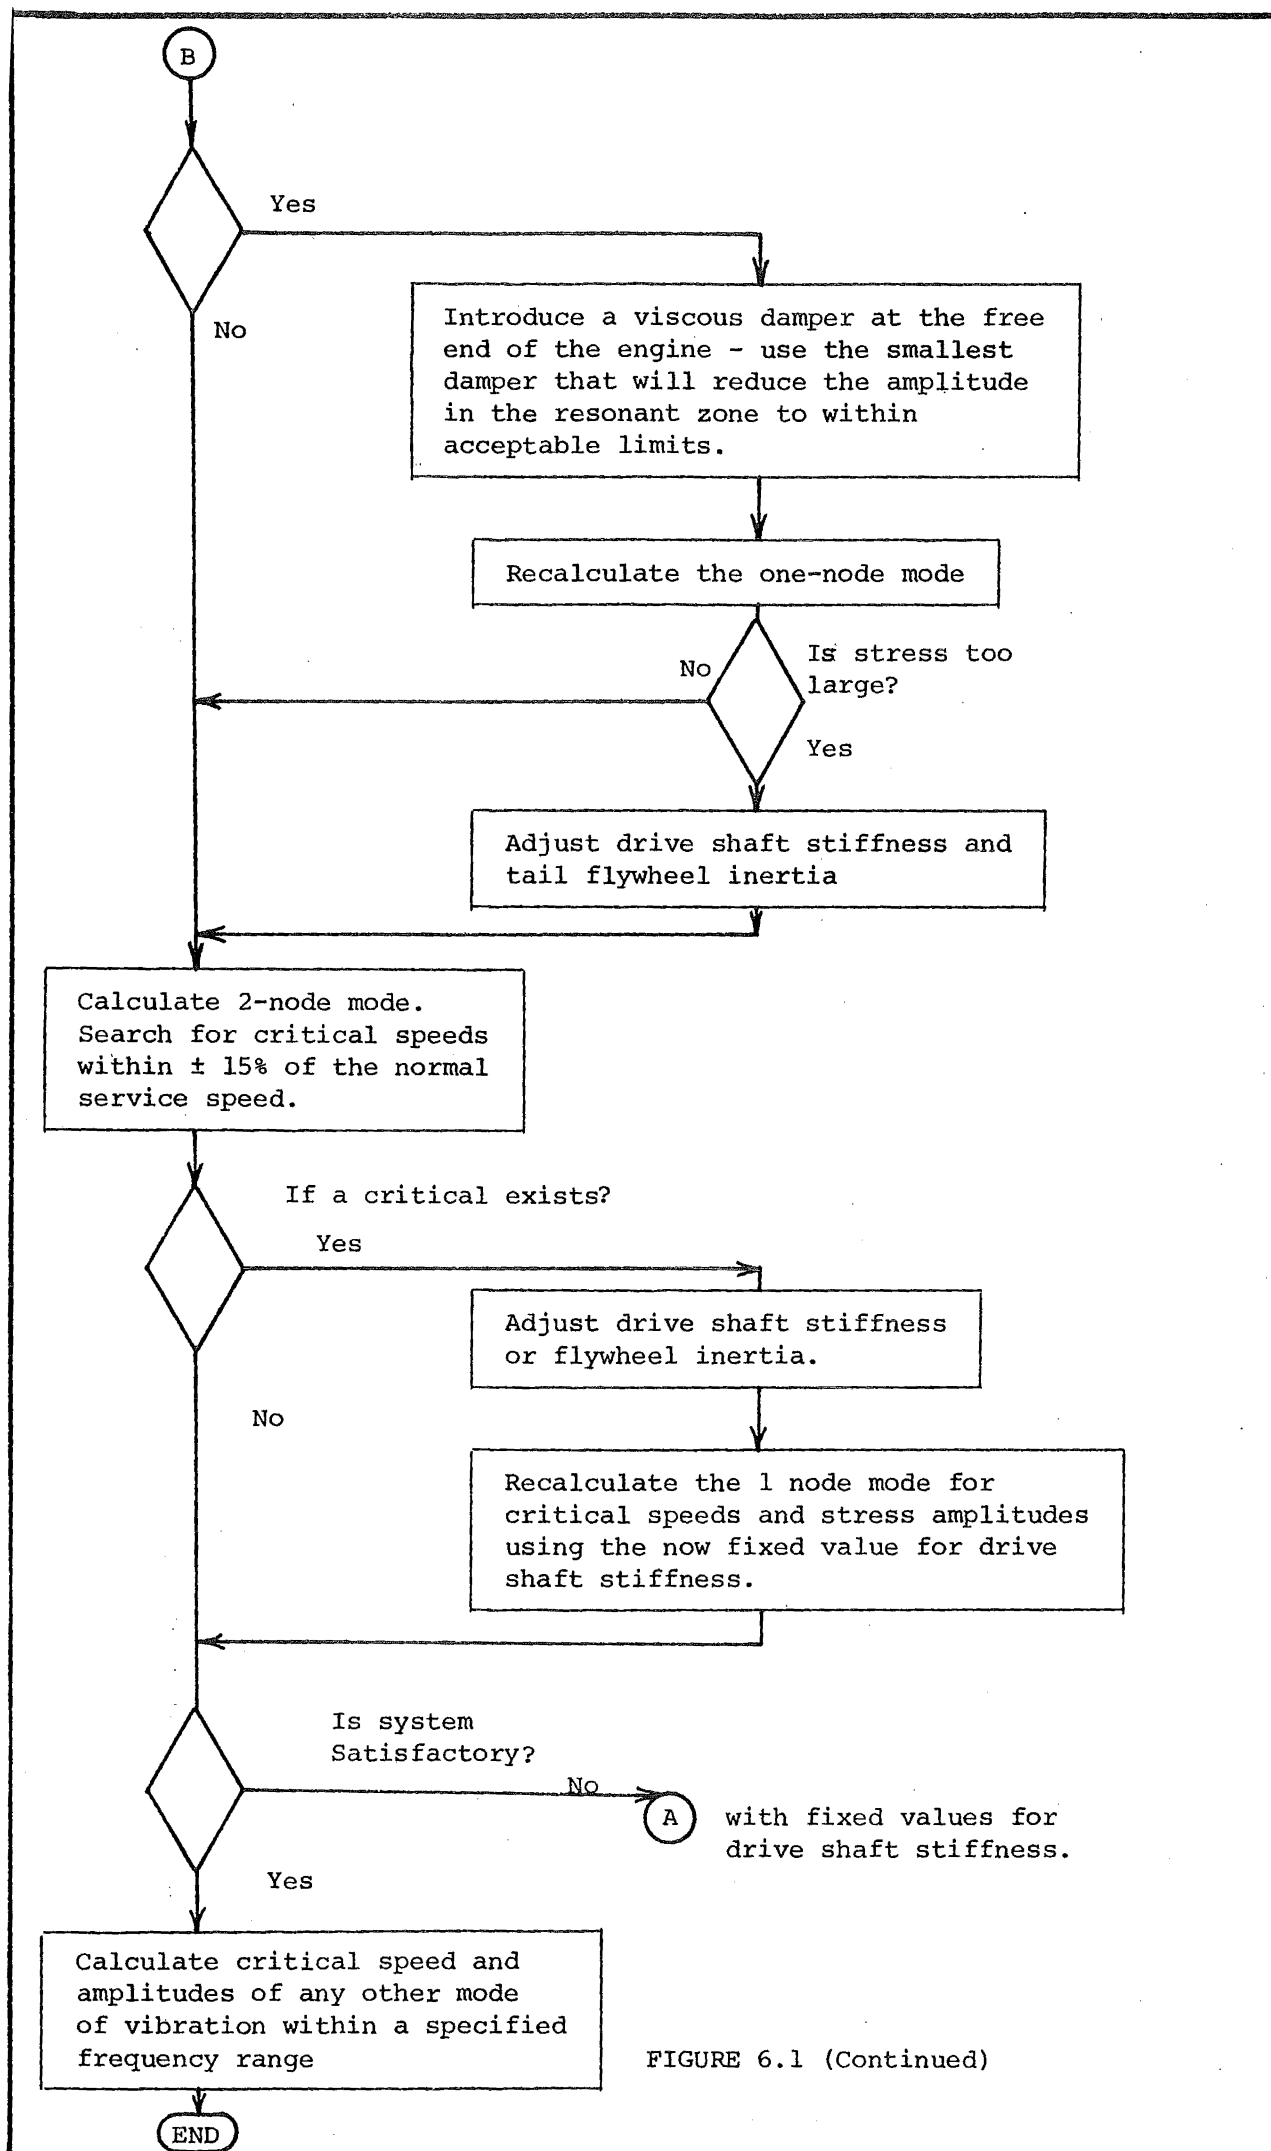 B
Yes
No
Introduce a viscous damper at the free
end of the engine - use the smallest
damper that will reduce the amplitude
in the resonant zone to within
acceptable limits.
Recalculate the one-node mode
Is stress too
large?
No
Yes
Adjust drive shaft stiffness and
tail flywheel inertia
Calculate 2-node mode.
Search for critical speeds
within ± 15% of the normal
service speed.
If a critical exists?
Yes
No
Adjust drive shaft stiffness
or flywheel inertia.
Recalculate the 1 node mode for
critical speeds and stress amplitudes
using the now fixed value for drive
shaft stiffness.
Is system
Satisfactory?
No
A
with fixed values for
drive shaft stiffness.
Yes
Calculate critical speed and
amplitudes of any other mode
of vibration within a specified
frequency range
FIGURE 6.1 (Continued)
END